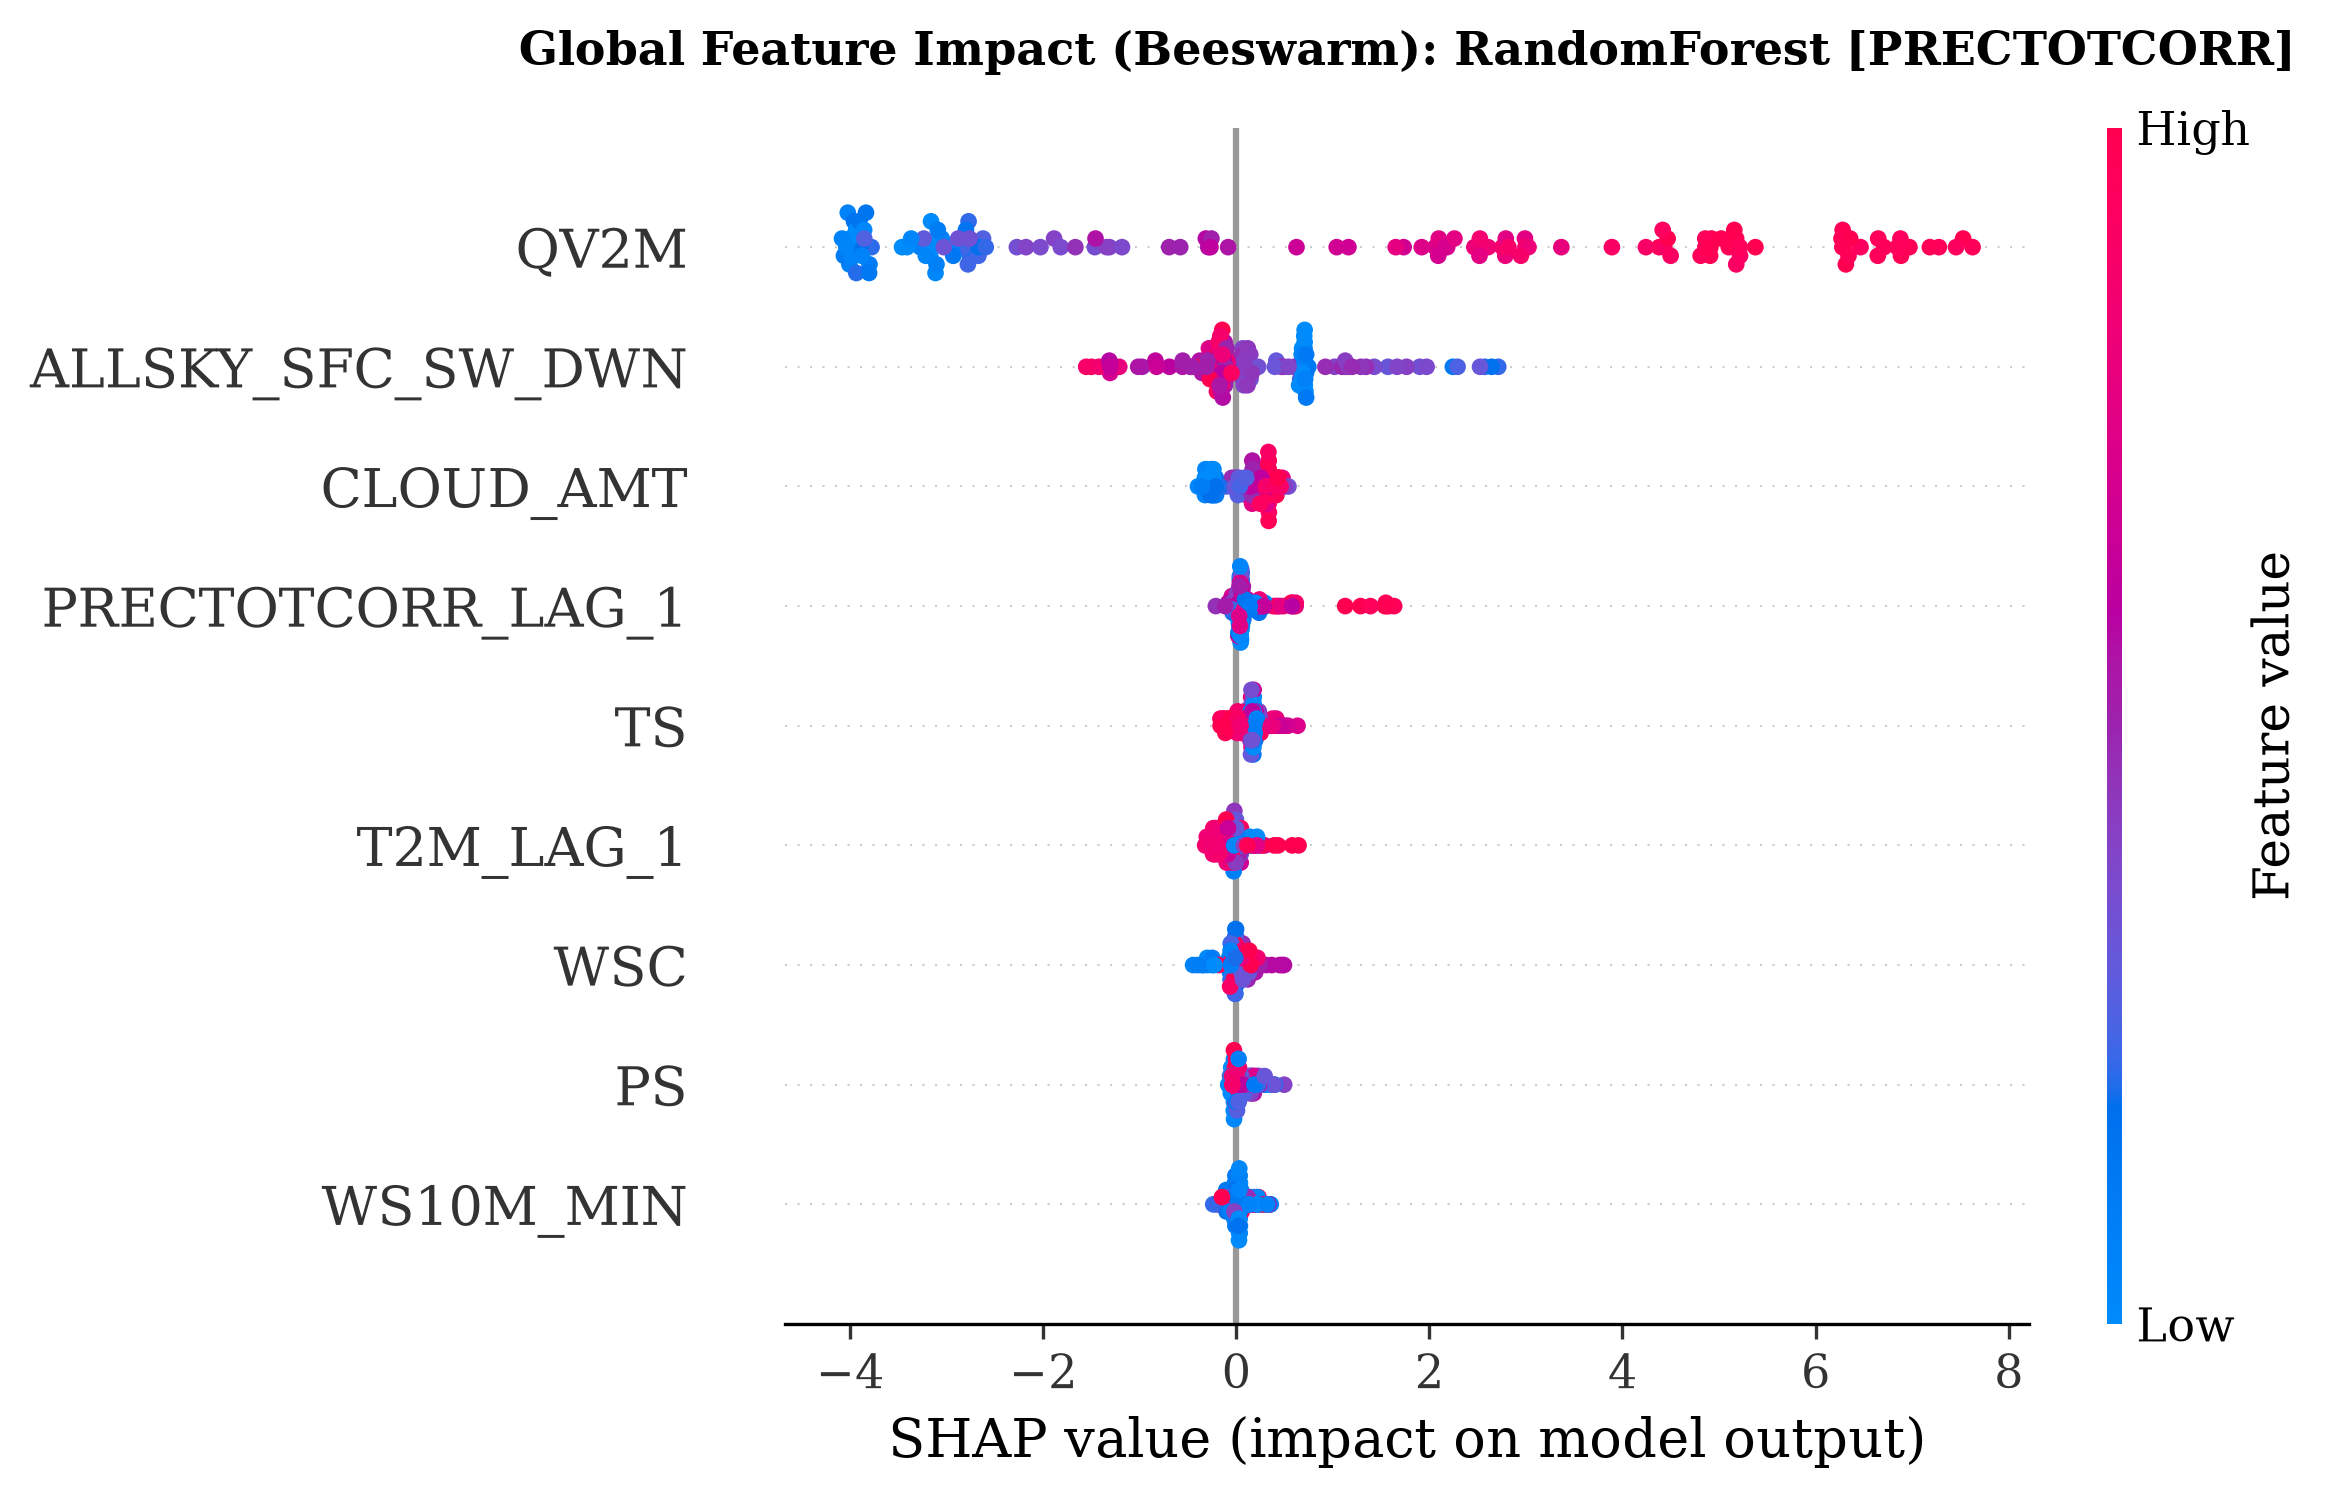 Global Feature Impact (Beeswarm): RandomForest [PRECTOTCORR]
High
QV2M
ALLSKY_SFC_SW_DWN
CLOUD_AMT
PRECTOTCORR_LAG_1
TS
T2M_LAG_1
WSC
PS
WS10M_MIN
Feature value
Low
−4 −2 0 2 4 6 8
SHAP value (impact on model output)